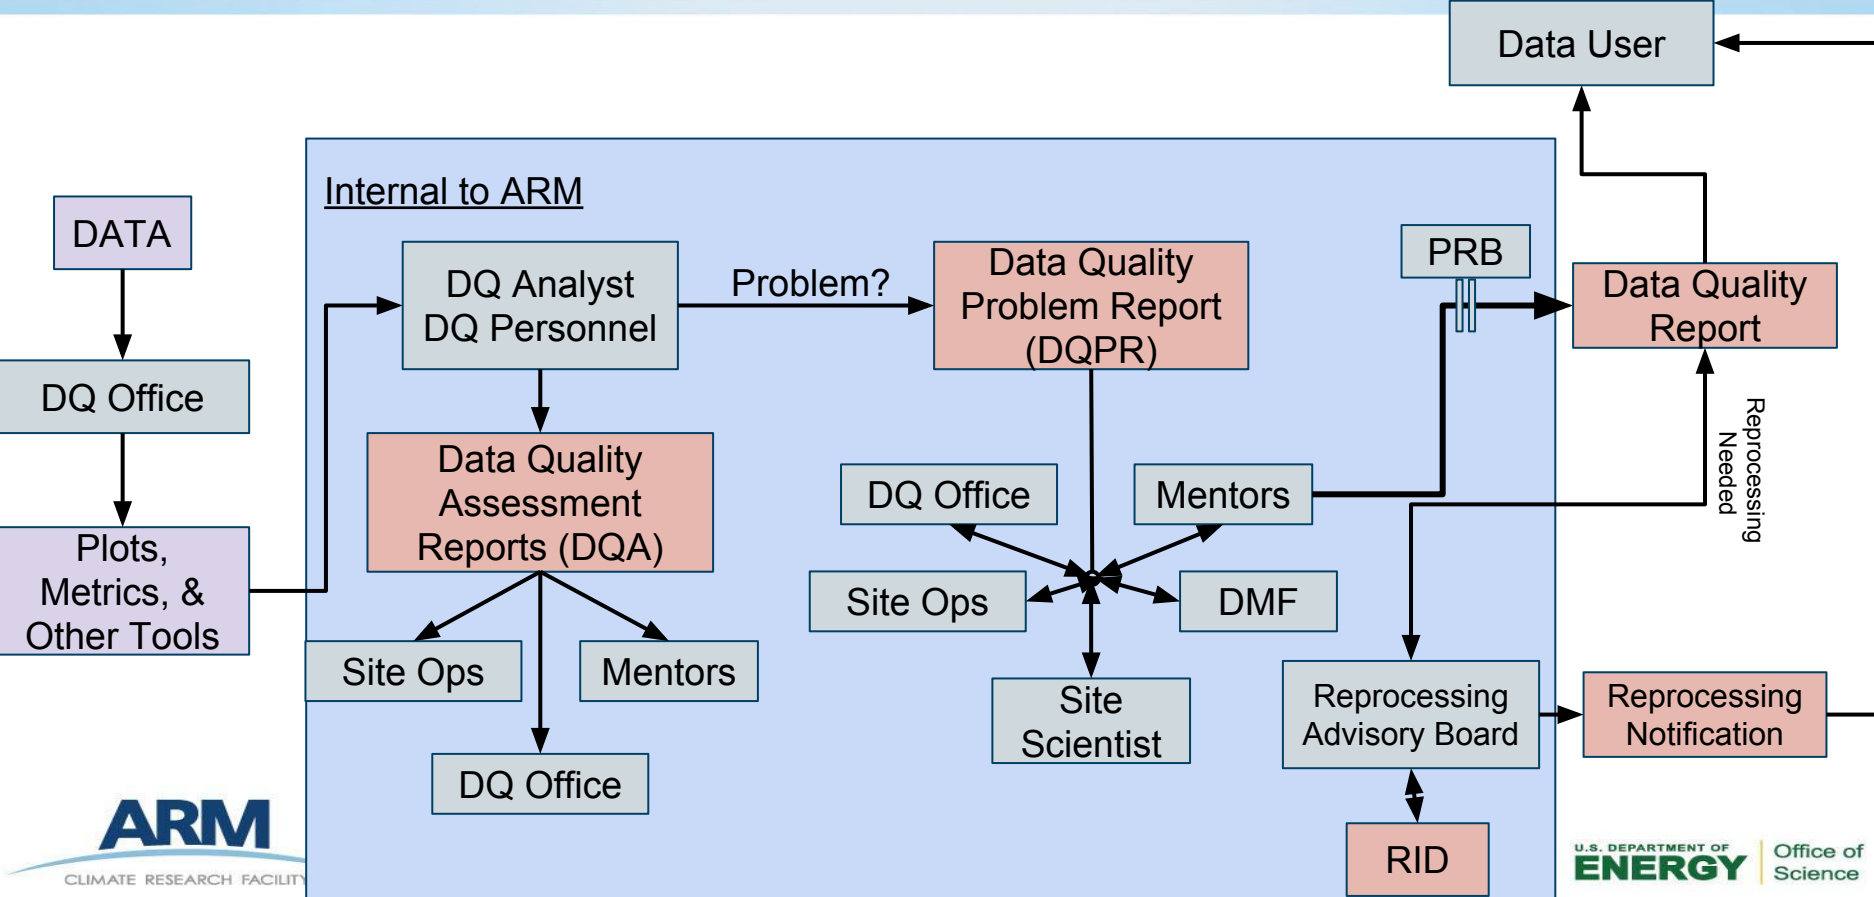 Data User
Internal to ARM
DATA
DQ Office
Plots,
Metrics, &
Other Tools
DQ Analyst
DQ Personnel
Problem?
Data Quality
Problem Report
(DQPR)
PRB
Data Quality
Report
Reprocessing
Needed
Data Quality
Assessment
Reports (DQA)
DQ Office
Mentors
Site Ops
DMF
Site
Scientist
Site Ops
Mentors
DQ Office
Reprocessing
Advisory Board
Reprocessing
Notification
RID
ARM
CLIMATE RESEARCH FACILITY
U.S. DEPARTMENT OF
ENERGY
Office of
Science